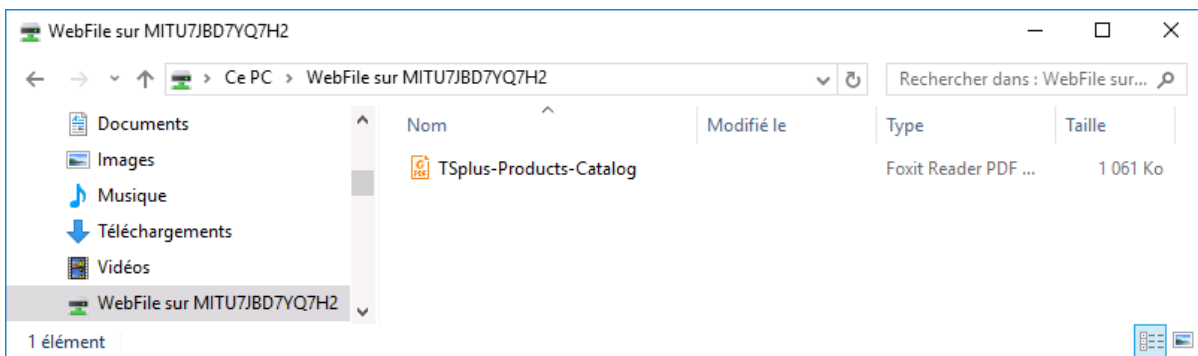 WebFile sur MITU7JBD7YQ7H2
Ce PC > WebFile sur MITU7JBD7YQ7H2 Rechercher dans : WebFile sur...
Documents
Images
Musique
Téléchargements
Vidéos
WebFile sur MITU7JBD7YQ7H2
Nom Modifié le Type Taille
TSplus-Products-Catalog Foxit Reader PDF ... 1 061 Ko
1 élément